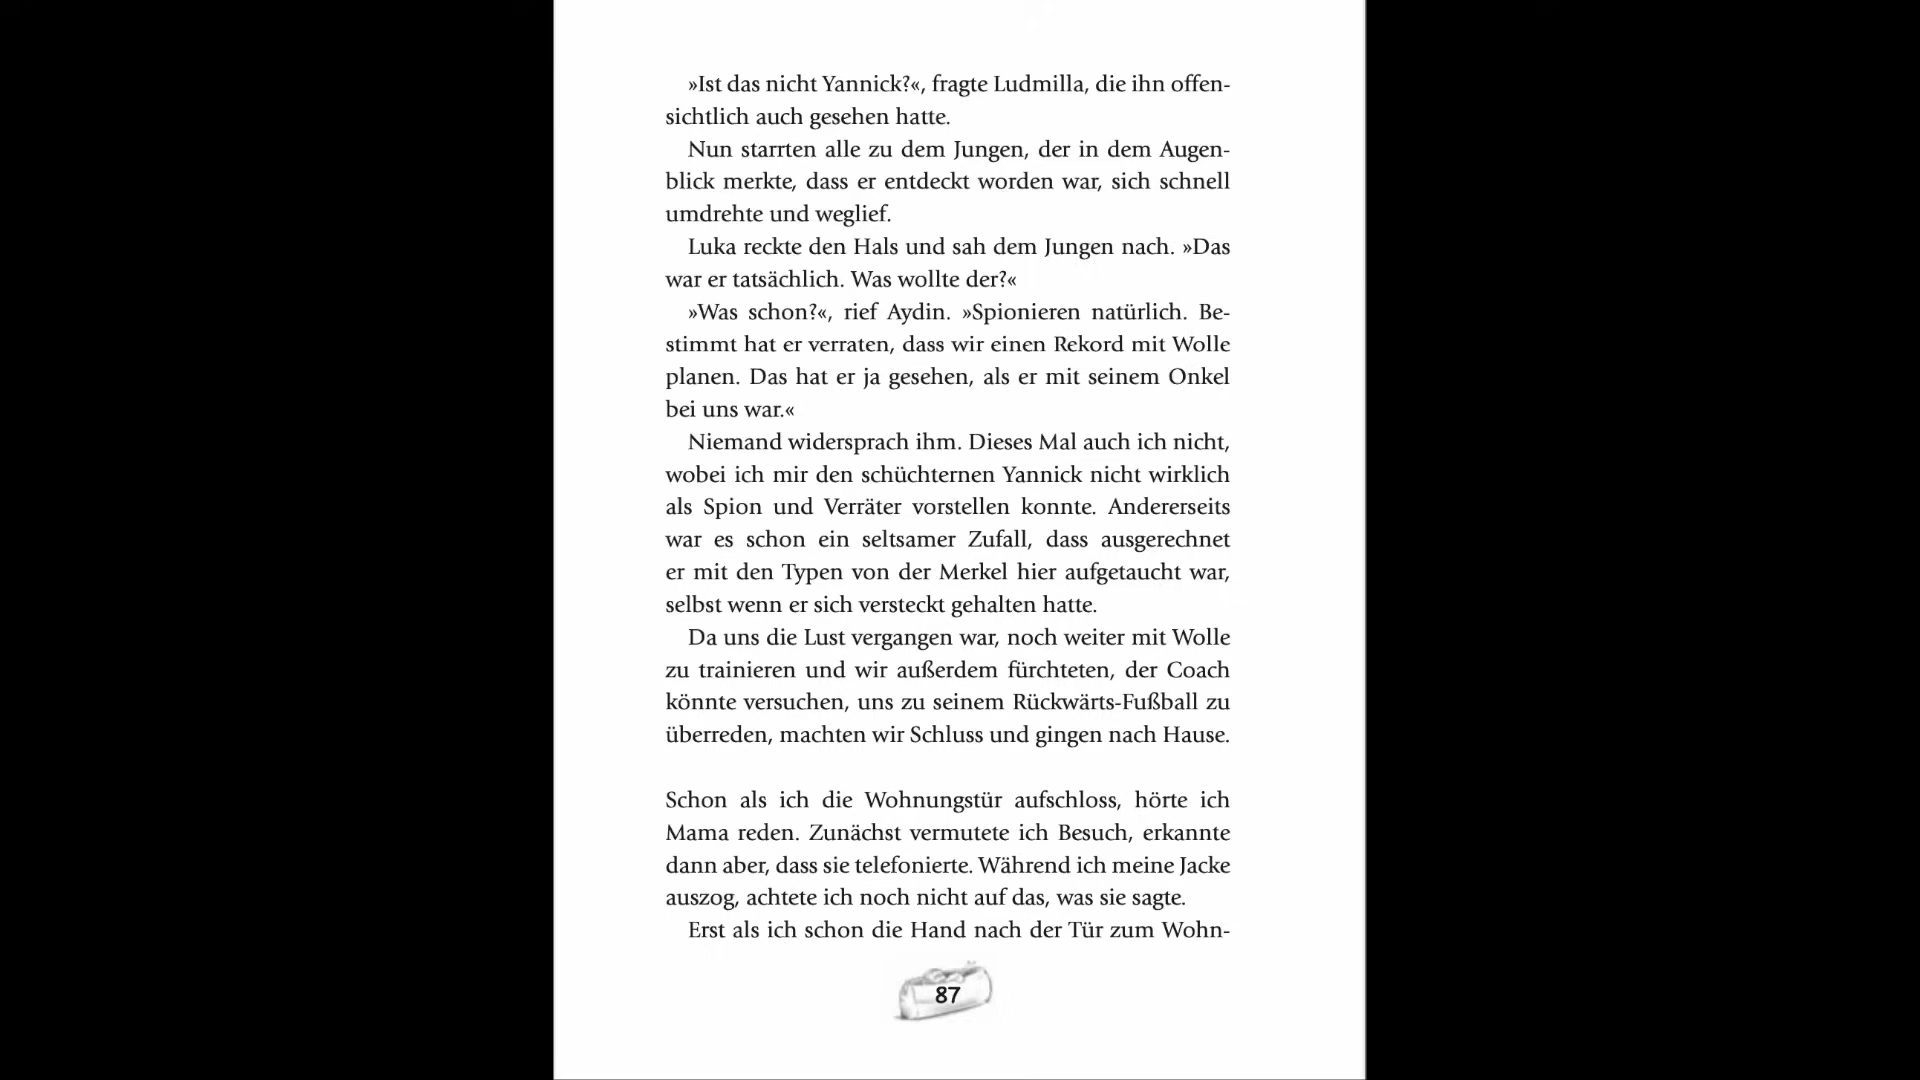 »Ist das nicht Yannick?«, fragte Ludmilla, die ihn offen-
sichtlich auch gesehen hatte.
Nun starrten alle zu dem Jungen, der in dem Augen-
blick merkte, dass er entdeckt worden war, sich schnell
umdrehte und weglief.
Luka reckte den Hals und sah dem Jungen nach. »Das
war er tatsächlich. Was wollte der?«
»Was schon?«, rief Aydin. »Spionieren natürlich. Be-
stimmt hat er verraten, dass wir einen Rekord mit Wolle
planen. Das hat er ja gesehen, als er mit seinem Onkel
bei uns war.«
Niemand widersprach ihm. Dieses Mal auch ich nicht,
wobei ich mir den schüchternen Yannick nicht wirklich
als Spion und Verräter vorstellen konnte. Andererseits
war es schon ein seltsamer Zufall, dass ausgerechnet
er mit den Typen von der Merkel hier aufgetaucht war,
selbst wenn er sich versteckt gehalten hatte.
Da uns die Lust vergangen war, noch weiter mit Wolle
zu trainieren und wir außerdem fürchteten, der Coach
könnte versuchen, uns zu seinem Rückwärts-Fußball zu
überreden, machten wir Schluss und gingen nach Hause.
Schon als ich die Wohnungstür aufschloss, hörte ich
Mama reden. Zunächst vermutete ich Besuch, erkannte
dann aber, dass sie telefonierte. Während ich meine Jacke
auszog, achtete ich noch nicht auf das, was sie sagte.
Erst als ich schon die Hand nach der Tür zum Wohn-
87